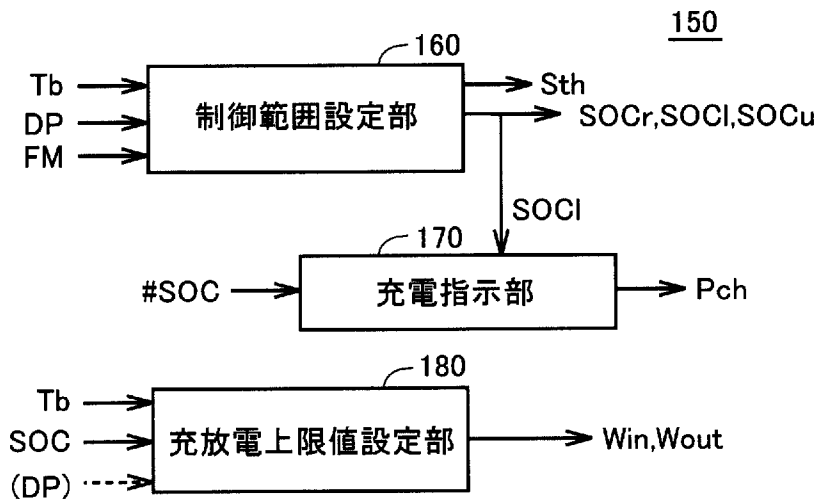 150
160
Tb
DP
FM
制御範囲設定部
Sth
SOCr,SOCl,SOCu
SOCl
170
#SOC
充電指示部
Pch
180
Tb
SOC
(DP)
充放電上限値設定部
Win,Wout